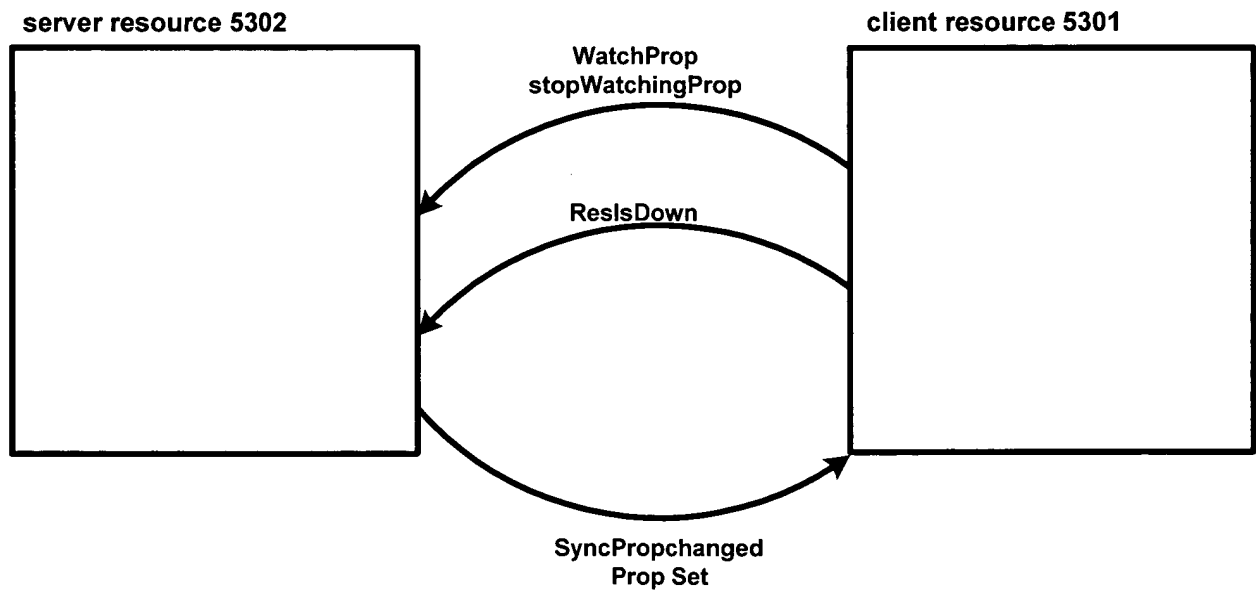 server resource 5302
client resource 5301
WatchProp
stopWatchingProp
ResIsDown
SyncPropchanged
Prop Set